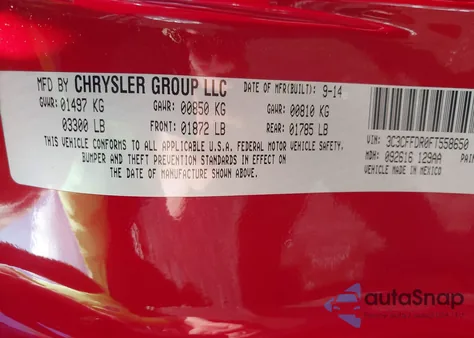 MFD BY CHRYSLER GROUP LLC DATE OF MFR(BUILT): 9-14
GVWR: 01497 KG GAWR: 00850 KG GAWR: 00810 KG
03300 LB FRONT: 01872 LB REAR: 01785 LB
THIS VEHICLE CONFORMS TO ALL APPLICABLE U.S.A. FEDERAL MOTOR VEHICLE SAFETY,
BUMPER AND THEFT PREVENTION STANDARDS IN EFFECT ON
THE DATE OF MANUFACTURE SHOWN ABOVE.
VIN: 3C3CFFDR0FT558650
MDH: 092616 129AA
VEHICLE MADE IN MEXICO
autoSnap